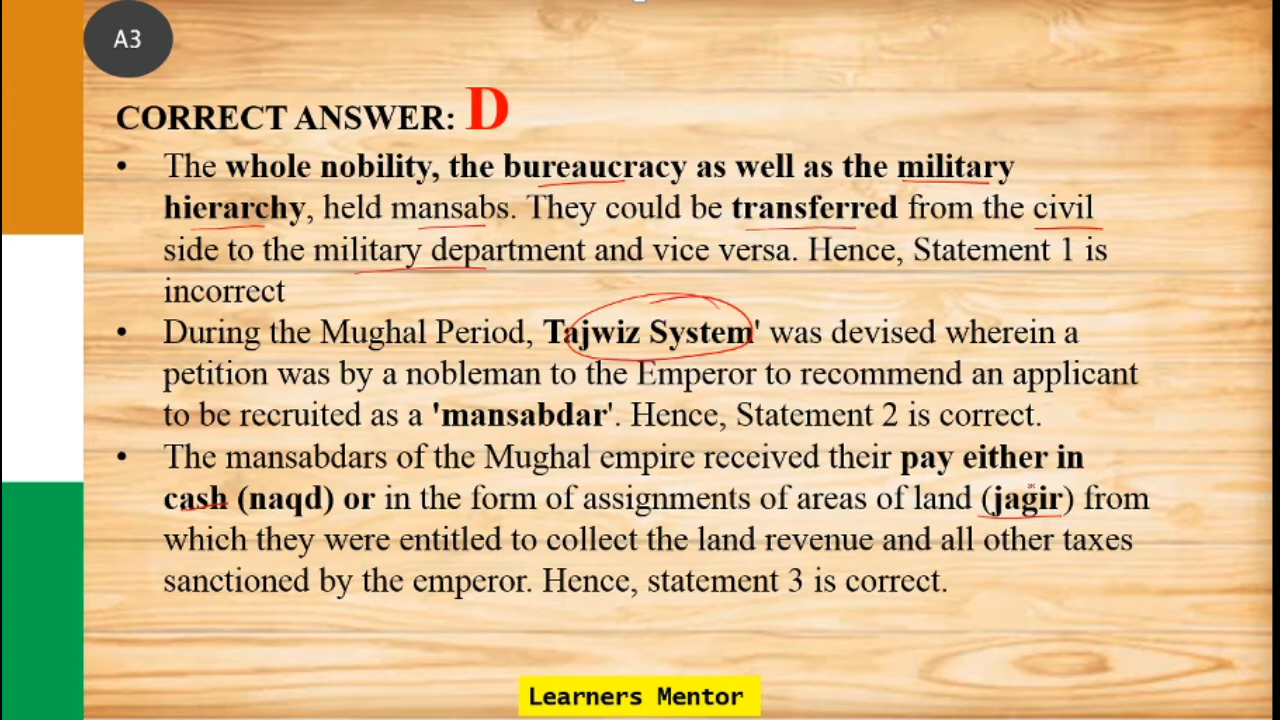 A3
CORRECT ANSWER: D
• The whole nobility, the bureaucracy as well as the military
hierarchy, held mansabs. They could be transferred from the civil
side to the military department and vice versa. Hence, Statement 1 is
incorrect
• During the Mughal Period, Tajwiz System' was devised wherein a
petition was by a nobleman to the Emperor to recommend an applicant
to be recruited as a 'mansabdar'. Hence, Statement 2 is correct.
• The mansabdars of the Mughal empire received their pay either in
cash (naqd) or in the form of assignments of areas of land (jagir) from
which they were entitled to collect the land revenue and all other taxes
sanctioned by the emperor. Hence, statement 3 is correct.
Learners Mentor